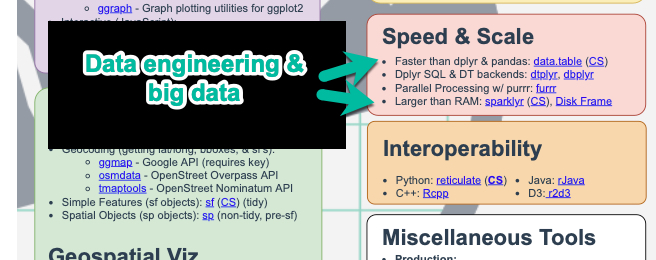 ggraph - Graph plotting utilities for ggplot2
Interactive (JavaScript):
Data engineering &
big data
Geocoding (getting lat/long, bboxes, & sf's):
ggmap - Google API (requires key)
osmdata - OpenStreet Overpass API
tmaptools - OpenStreet Nominatum API
Simple Features (sf objects): sf (CS) (tidy)
Spatial Objects (sp objects): sp (non-tidy, pre-sf)
Geospatial Viz
Speed & Scale
Faster than dplyr & pandas: data.table (CS)
Dplyr SQL & DT backends: dtplyr, dbplyr
Parallel Processing w/ purrr: furrr
Larger than RAM: sparklyr (CS), Disk Frame
Interoperability
Python: reticulate (CS)
C++: Rcpp
Java: rJava
D3: r2d3
Miscellaneous Tools
Production: